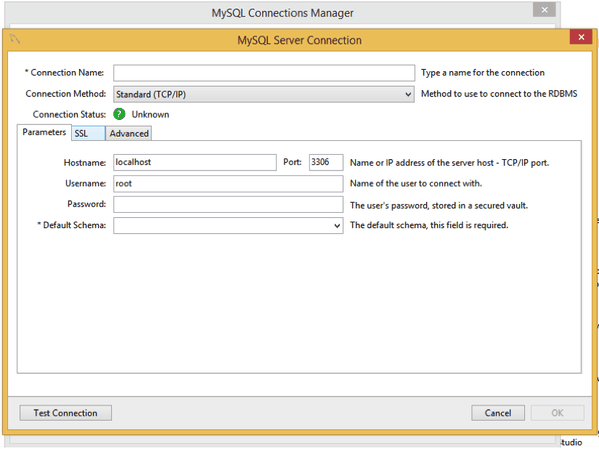 MySQL Connections Manager
MySQL Server Connection
* Connection Name: Type a name for the connection
Connection Method: Standard (TCP/IP) Method to use to connect to the RDBMS
Connection Status: ? Unknown
Parameters SSL Advanced
Hostname: localhost Port: 3306 Name or IP address of the server host - TCP/IP port.
Username: root Name of the user to connect with.
Password: The user's password, stored in a secured vault.
* Default Schema: The default schema, this field is required.
Test Connection Cancel OK